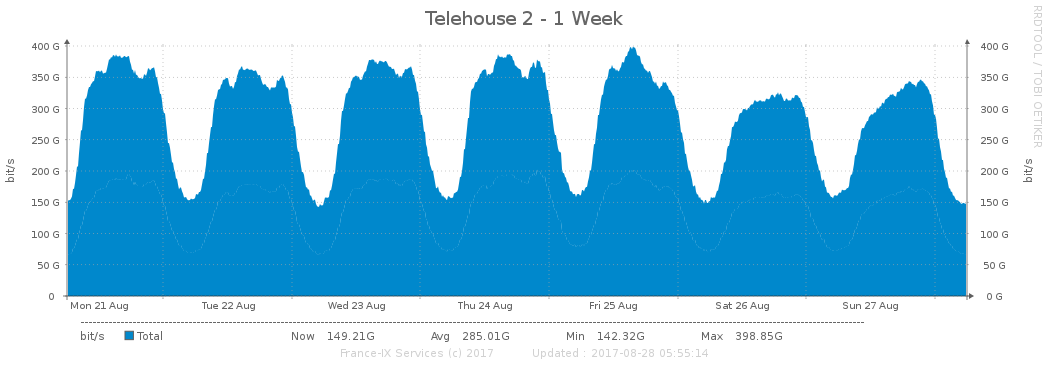 Telehouse 2 - 1 Week
RRDTOOL / TOBI OETIKER
400 G 400 G
350 G 350 G
300 G 300 G
250 G 250 G
200 G 200 G
150 G 150 G
100 G 100 G
50 G 50 G
0 0 G
bit/s bit/s
Mon 21 Aug Tue 22 Aug Wed 23 Aug Thu 24 Aug Fri 25 Aug Sat 26 Aug Sun 27 Aug
bit/s Total Now 149.21G Avg 285.01G Min 142.32G Max 398.85G
France-IX Services (c) 2017 Updated : 2017-08-28 05:55:14